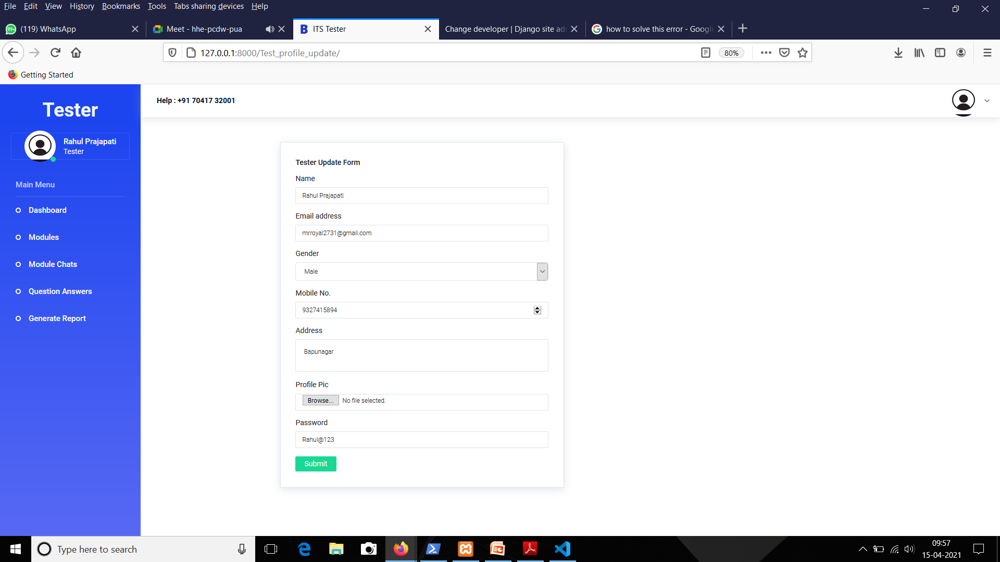 File Edit View History Bookmarks Tools Tabs sharing devices Help
99+ (119) WhatsApp
Meet - hhe-pcdw-pua
B ITS Tester
Change developer | Django site ad
how to solve this error - Google
127.0.0.1:8000/Test_profile_update/
80%
Getting Started
Tester
Rahul Prajapati
Tester
Main Menu
Dashboard
Modules
Module Chats
Question Answers
Generate Report
Help : +91 70417 32001
Tester Update Form
Name
Rahul Prajapati
Email address
mrroyal2731@gmail.com
Gender
Male
Mobile No.
9327415894
Address
Bapunagar
Profile Pic
Browse... No file selected.
Password
Rahul@123
Submit
Type here to search
09:57
15-04-2021